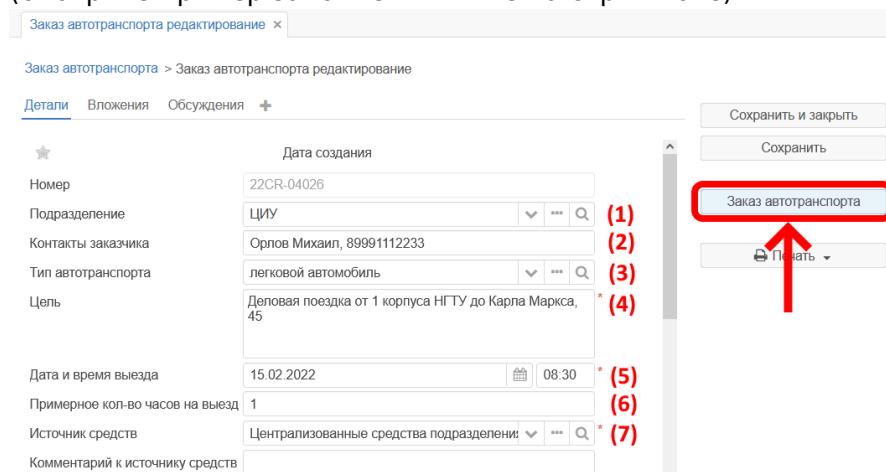 Заказ автотранспорта редактирование ×
Заказ автотранспорта > Заказ автотранспорта редактирование
Детали Вложения Обсуждения +
Сохранить и закрыть
Дата создания
Сохранить
Номер 22CR-04026
Заказ автотранспорта
Подразделение ЦИУ (1)
Контакты заказчика Орлов Михаил, 89991112233 (2)
Печать
Тип автотранспорта легковой автомобиль (3)
Цель Деловая поездка от 1 корпуса НГТУ до Карла Маркса, * (4)
45
Дата и время выезда 15.02.2022 08:30 * (5)
Примерное кол-во часов на выезд 1 (6)
Источник средств Централизованные средства подразделени * (7)
Комментарий к источнику средств